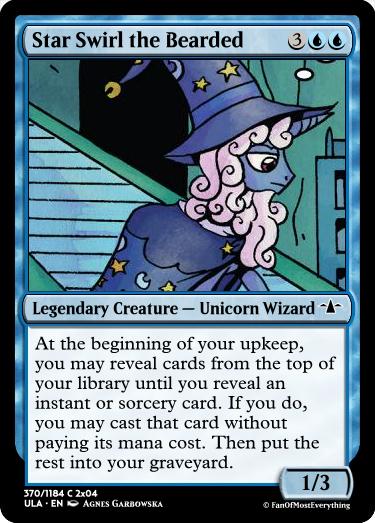 Star Swirl the Bearded 3
Legendary Creature — Unicorn Wizard
At the beginning of your upkeep,
you may reveal cards from the top of
your library until you reveal an
instant or sorcery card. If you do,
you may cast that card without
paying its mana cost. Then put the
rest into your graveyard.
1/3
370/1184 C 2x04
ULA • EN Agnes Garbowska
© FanOfMostEverything